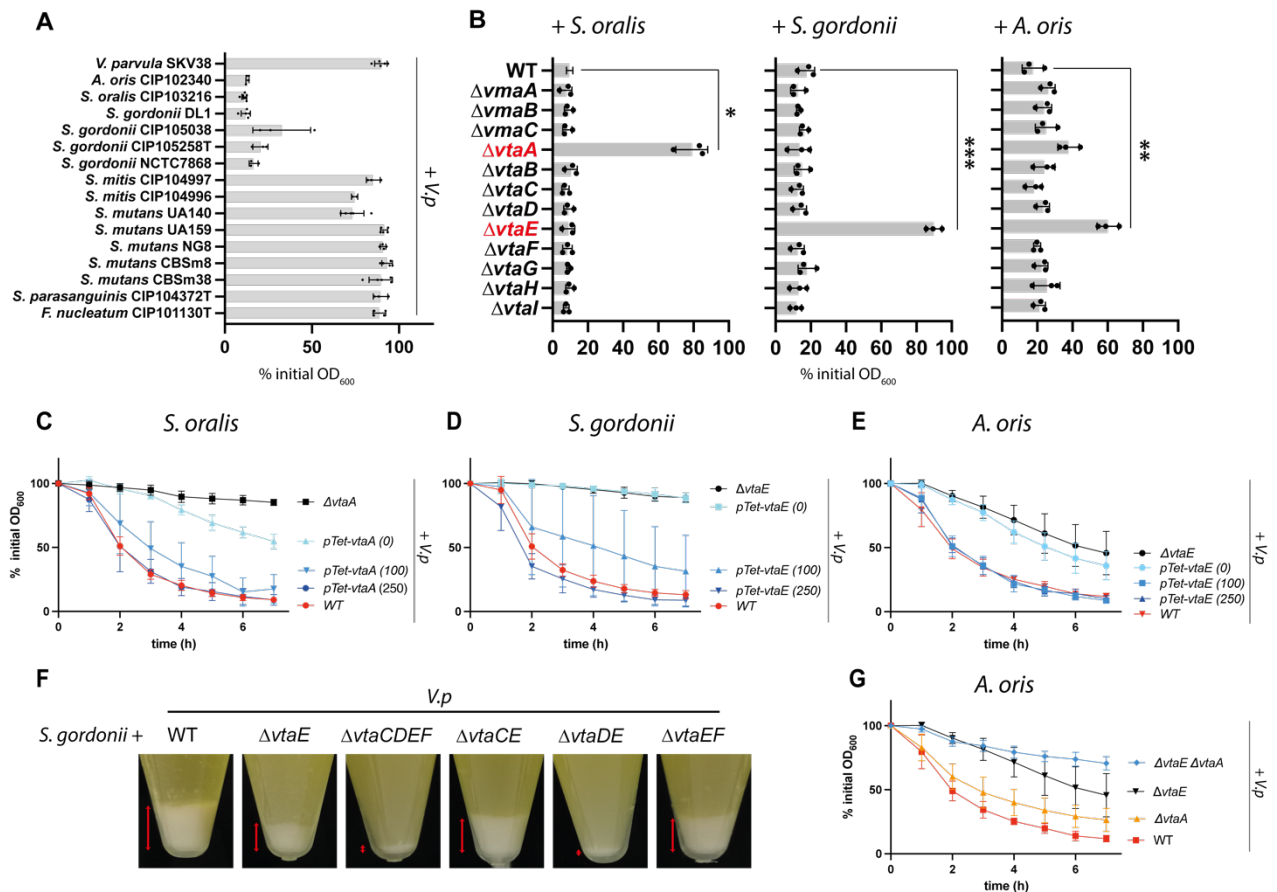 A
V. parvula SKV38
A. oris CIP102340
S. oralis CIP103216
S. gordonii DL1
S. gordonii CIP105038
S. gordonii CIP105258T
S. gordonii NCTC7868
S. mitis CIP104997
S. mitis CIP104996
S. mutans UA140
S. mutans UA159
S. mutans NG8
S. mutans CBSm8
S. mutans CBSm38
S. parasanguinis CIP104372T
F. nucleatum CIP101130T
+ V.p
0 50 100
% initial OD600
B
+ S. oralis + S. gordonii + A. oris
WT
ΔvmaA
ΔvmaB
ΔvmaC
ΔvtaA
ΔvtaB
ΔvtaC
ΔvtaD
ΔvtaE
ΔvtaF
ΔvtaG
ΔvtaH
ΔvtaI
*
***
**
0 20 40 60 80 100
0 20 40 60 80 100
0 20 40 60 80 100
% initial OD600
C
S. oralis
% initial OD600
100
50
0
0 2 4 6
time (h)
ΔvtaA
pTet-vtaA (0)
pTet-vtaA (100)
pTet-vtaA (250)
WT
+ V.p
D
S. gordonii
100
50
0
0 2 4 6
time (h)
ΔvtaE
pTet-vtaE (0)
pTet-vtaE (100)
pTet-vtaE (250)
WT
+ V.p
E
A. oris
100
50
0
0 2 4 6
time (h)
ΔvtaE
pTet-vtaE (0)
pTet-vtaE (100)
pTet-vtaE (250)
WT
+ V.p
F
V.p
S. gordonii + WT ΔvtaE ΔvtaCDEF ΔvtaCE ΔvtaDE ΔvtaEF
G
A. oris
% initial OD600
100
50
0
0 2 4 6
time (h)
ΔvtaE ΔvtaA
ΔvtaE
ΔvtaA
WT
+ V.p